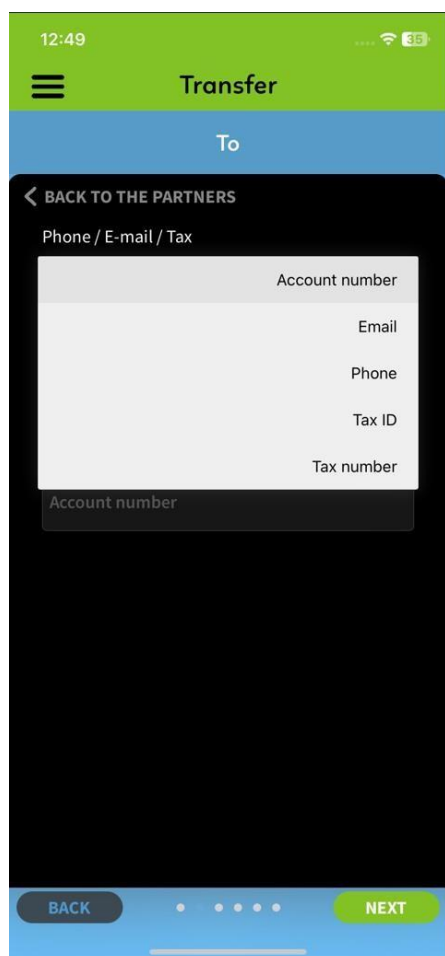 12:49
35
Transfer
To
BACK TO THE PARTNERS
Phone / E-mail / Tax
Account number
Email
Phone
Tax ID
Tax number
Account number
BACK
NEXT